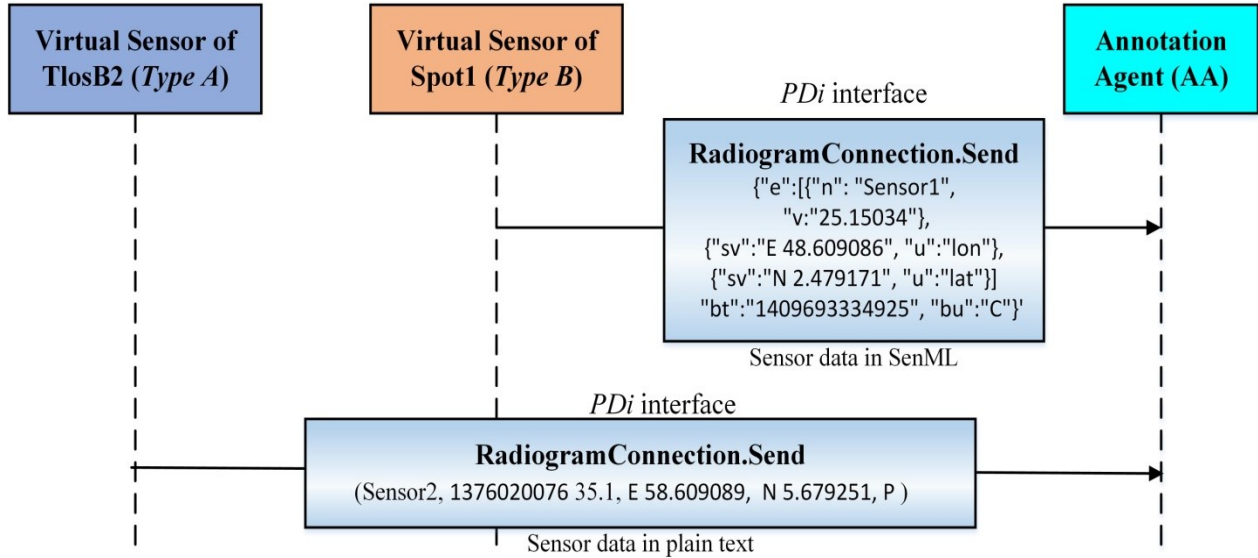 Virtual Sensor of
TlosB2 (Type A)
Virtual Sensor of
Spot1 (Type B)
Annotation
Agent (AA)
PDi interface
RadiogramConnection.Send
{"e":[{"n": "Sensor1",
"v:"25.15034"},
{"sv":"E 48.609086", "u":"lon"},
{"sv":"N 2.479171", "u":"lat"}]
"bt":"1409693334925", "bu":"C"}'
Sensor data in SenML
PDi interface
RadiogramConnection.Send
(Sensor2, 1376020076 35.1, E 58.609089, N 5.679251, P )
Sensor data in plain text